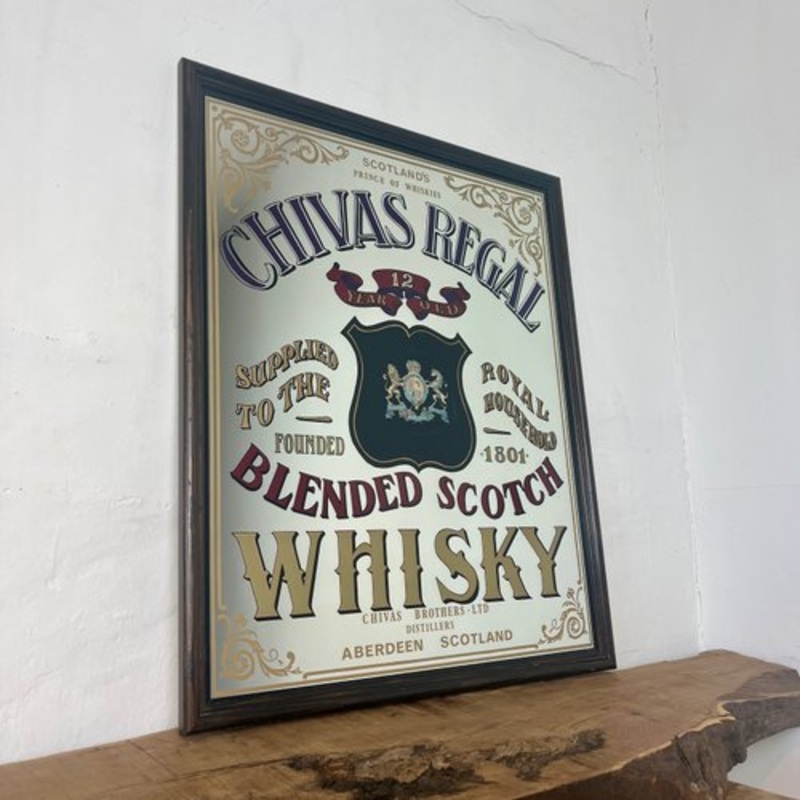 SCOTLAND'S
PRINCE OF WHISKIES
CHIVAS REGAL
12
YEAR OLD
SUPPLIED
TO THE
ROYAL
HOUSEHOLD
FOUNDED
·1801·
BLENDED SCOTCH
WHISKY
CHIVAS BROTHERS·LTD
DISTILLERS
ABERDEEN SCOTLAND